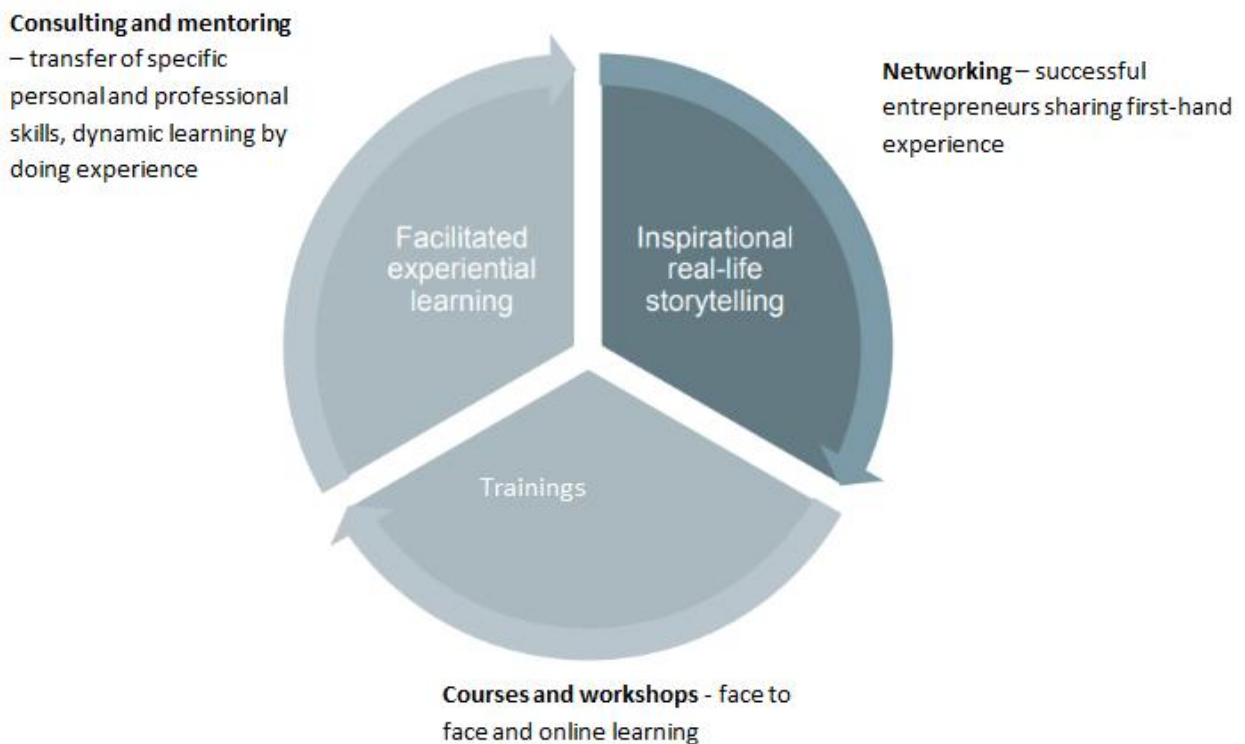 Consulting and mentoring
– transfer of specific
personal and professional
skills, dynamic learning by
doing experience
Networking – successful
entrepreneurs sharing first-hand
experience
Facilitated
experiential
learning
Inspirational
real-life
storytelling
Trainings
Courses and workshops - face to
face and online learning